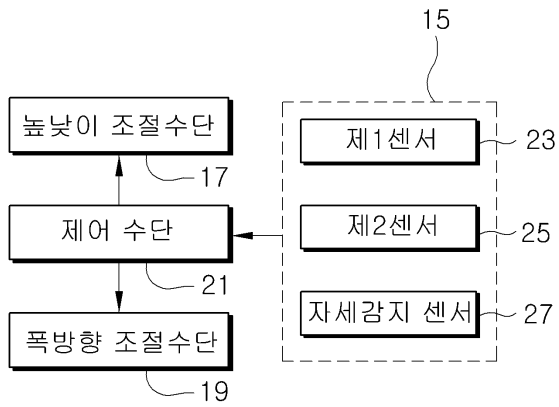 15
높낮이 조절수단
17
제1센서
23
제어 수단
21
제2센서
25
폭방향 조절수단
19
자세감지 센서
27